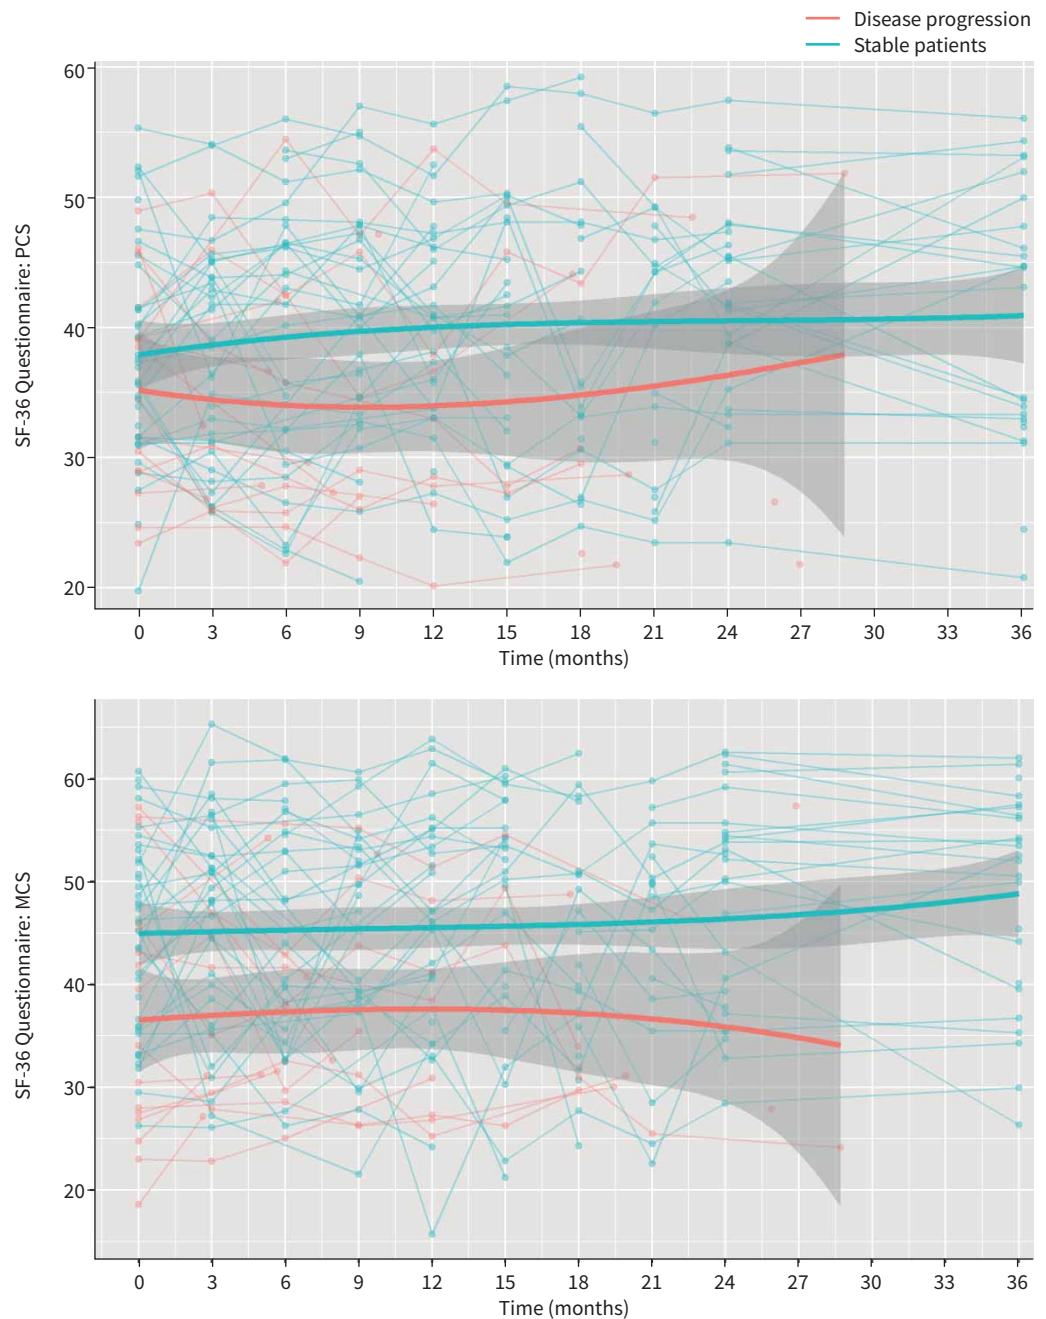 Disease progression
Stable patients
SF-36 Questionnaire: PCS
60
50
40
30
20
0 3 6 9 12 15 18 21 24 27 30 33 36
Time (months)
SF-36 Questionnaire: MCS
60
50
40
30
20
0 3 6 9 12 15 18 21 24 27 30 33 36
Time (months)